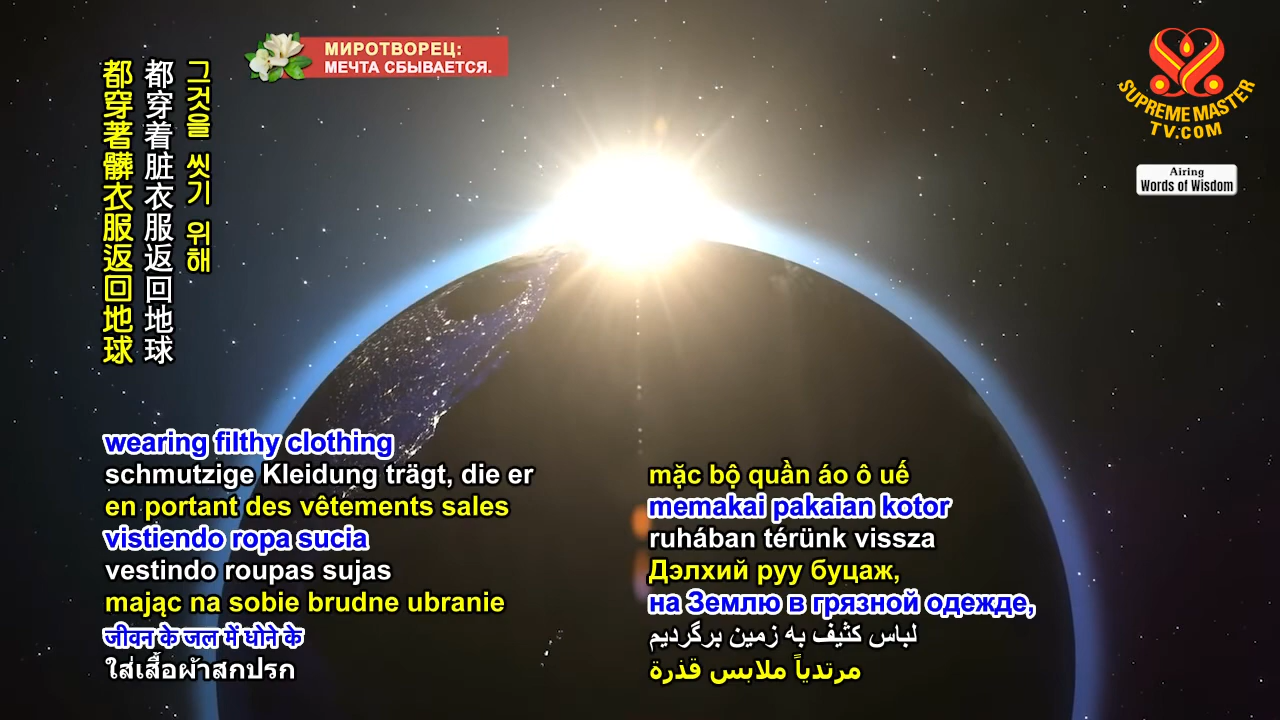 МИРОТВОРЕЦ:
МЕЧТА СБЫВАЕТСЯ.
SUPREME MASTER
TV.COM
Airing
Words of Wisdom
그것을 씻기 위해
都穿着脏衣服返回地球
都穿著髒衣服返回地球
wearing filthy clothing
schmutzige Kleidung trägt, die er
en portant des vêtements sales
vistiendo ropa sucia
vestindo roupas sujas
mając na sobie brudne ubranie
जीवन के जल में धोने के
ใส่เสื้อผ้าสกปรก
mặc bộ quần áo ô uế
memakai pakaian kotor
ruhában térünk vissza
Дэлхий руу буцаж,
на Землю в грязной одежде,
لباس کثیف به زمین برگردیم
مرتدياً ملابس قذرة